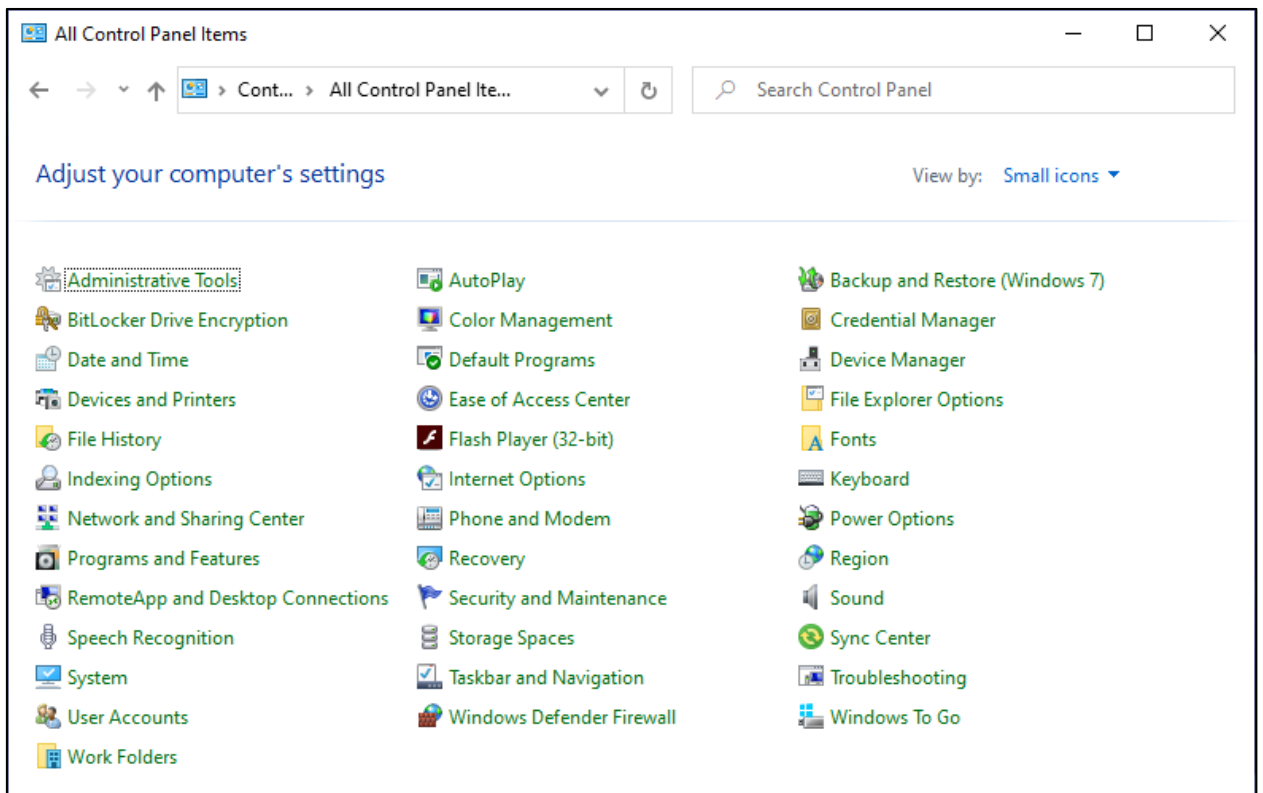 All Control Panel Items
Cont... All Control Panel Ite... Search Control Panel
Adjust your computer's settings View by: Small icons
Administrative Tools AutoPlay Backup and Restore (Windows 7)
BitLocker Drive Encryption Color Management Credential Manager
Date and Time Default Programs Device Manager
Devices and Printers Ease of Access Center File Explorer Options
File History Flash Player (32-bit) Fonts
Indexing Options Internet Options Keyboard
Network and Sharing Center Phone and Modem Power Options
Programs and Features Recovery Region
RemoteApp and Desktop Connections Security and Maintenance Sound
Speech Recognition Storage Spaces Sync Center
System Taskbar and Navigation Troubleshooting
User Accounts Windows Defender Firewall Windows To Go
Work Folders